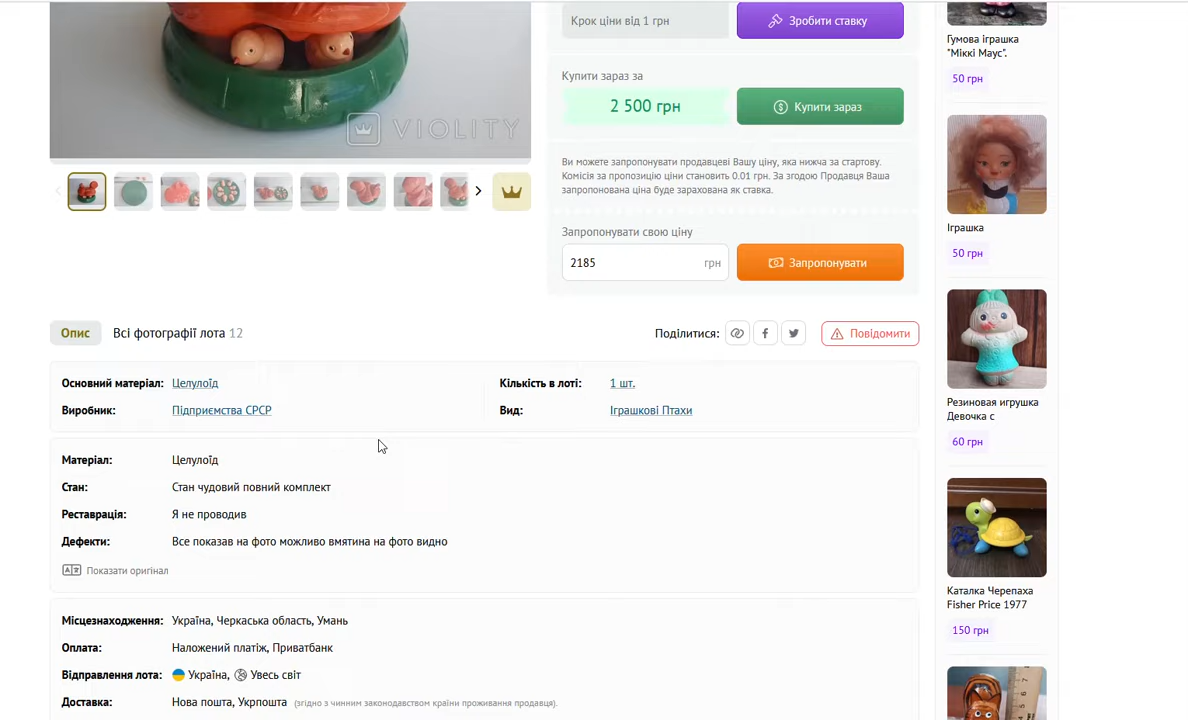 Крок ціни від 1 грн
Зробити ставку
Купити зараз за
2 500 грн
Купити зараз
VIOLITY
Ви можете запропонувати продавцеві Вашу ціну, яка нижча за стартову.
Комісія за пропозицію ціни становить 0.01 грн. За згодою Продавця Ваша
запропонована ціна буде зарахована як ставка.
Запропонувати свою ціну
2185 грн
Запропонувати
Опис
Всі фотографії лота 12
Поділитися:
Повідомити
Основний матеріал: Целулоїд
Кількість в лоті: 1 шт.
Виробник: Підприємства СРСР
Вид: Іграшкові Птахи
Матеріал: Целулоїд
Стан: Стан чудовий повний комплект
Реставрація: Я не проводив
Дефекти: Все показав на фото можливо вмятина на фото видно
Показати оригінал
Місцезнаходження: Україна, Черкаська область, Умань
Оплата: Наложений платіж, Приватбанк
Відправлення лота: Україна, Увесь світ
Доставка: Нова пошта, Укрпошта (згідно з чинним законодавством країни проживання продавця).
Гумова іграшка
"Міккі Маус".
50 грн
Іграшка
50 грн
Резиновая игрушка
Девочка с
60 грн
Каталка Черепаха
Fisher Price 1977
150 грн